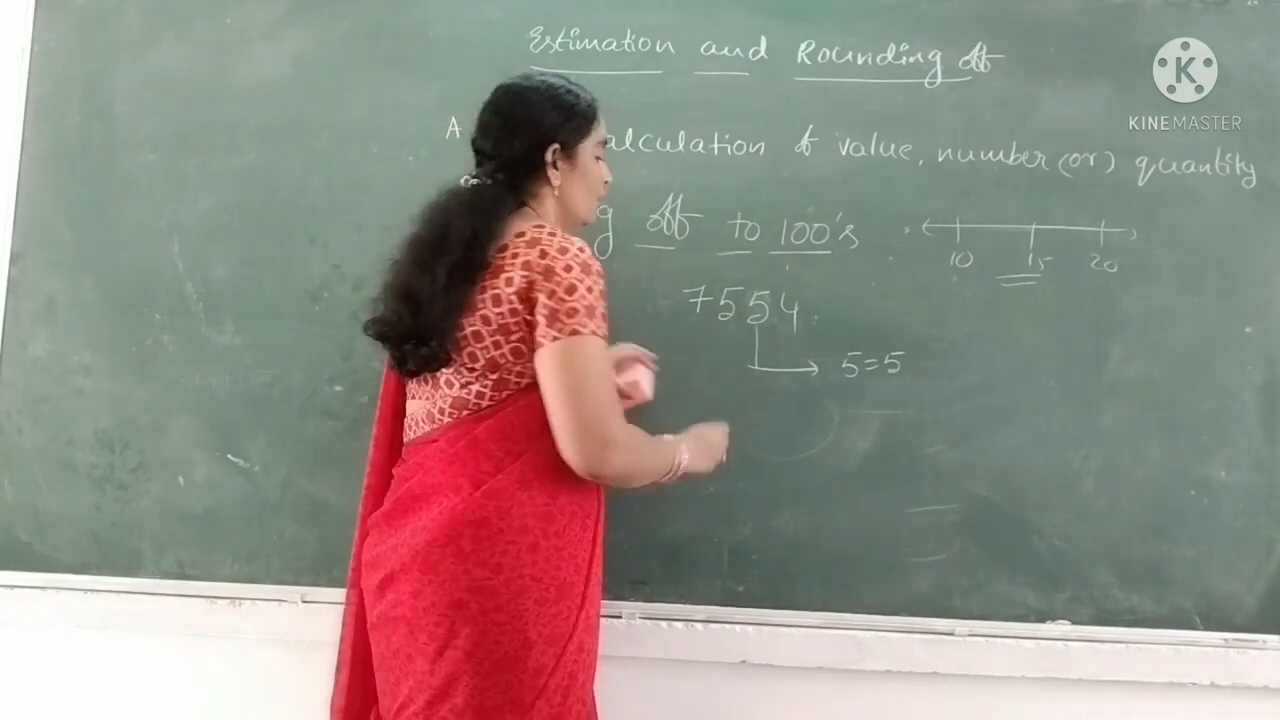 Estimation and Rounding off
A alculation of value, number (or) quantity
g off to 100's
10 15 20
7554
5=5
KINEMASTER